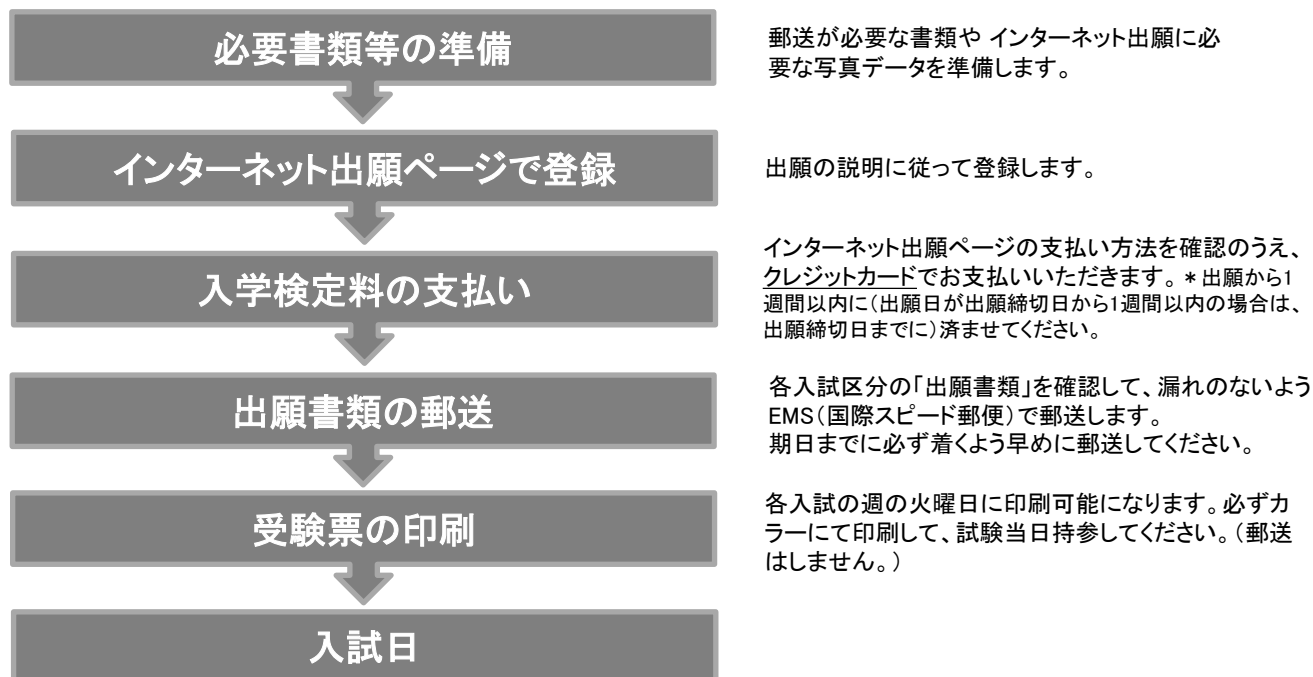 必要書類等の準備
郵送が必要な書類や インターネット出願に必
要な写真データを準備します。
インターネット出願ページで登録
出願の説明に従って登録します。
入学検定料の支払い
インターネット出願ページの支払い方法を確認のうえ、
クレジットカードでお支払いいただきます。＊出願から1
週間以内に（出願日が出願締切日から1週間以内の場合は、
出願締切日までに）済ませてください。
出願書類の郵送
各入試区分の「出願書類」を確認して、漏れのないよう
EMS（国際スピード郵便）で郵送します。
期日までに必ず着くよう早めに郵送してください。
受験票の印刷
各入試の週の火曜日に印刷可能になります。必ずカ
ラーにて印刷して、試験当日持参してください。（郵送
はしません。）
入試日